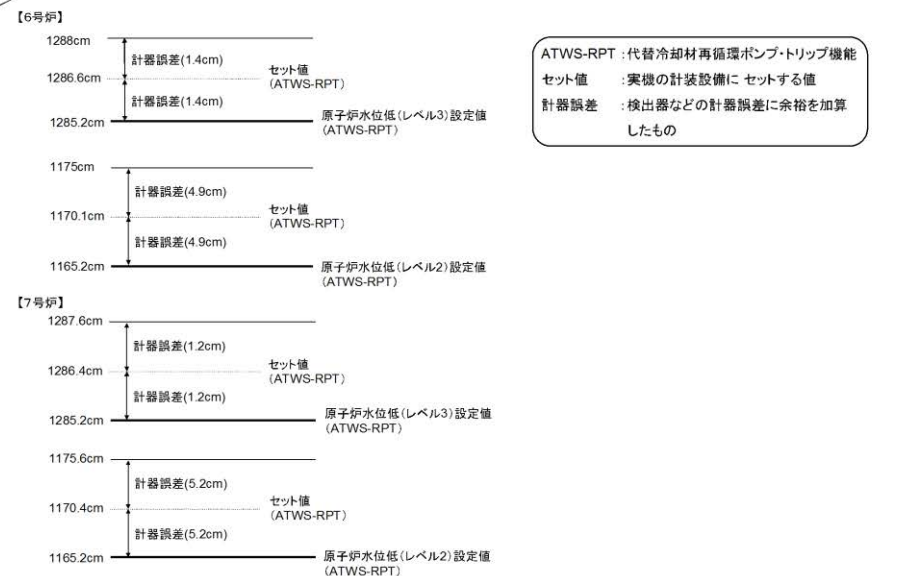 【6号炉】
1288cm
計器誤差(1.4cm)
1286.6cm
セット値
(ATWS-RPT)
計器誤差(1.4cm)
1285.2cm
原子炉水位低(レベル3)設定値
(ATWS-RPT)
1175cm
計器誤差(4.9cm)
1170.1cm
セット値
(ATWS-RPT)
計器誤差(4.9cm)
1165.2cm
原子炉水位低(レベル2)設定値
(ATWS-RPT)
【7号炉】
1287.6cm
計器誤差(1.2cm)
1286.4cm
セット値
(ATWS-RPT)
計器誤差(1.2cm)
1285.2cm
原子炉水位低(レベル3)設定値
(ATWS-RPT)
1175.6cm
計器誤差(5.2cm)
1170.4cm
セット値
(ATWS-RPT)
計器誤差(5.2cm)
1165.2cm
原子炉水位低(レベル2)設定値
(ATWS-RPT)
ATWS-RPT :代替冷却材再循環ポンプ・トリップ機能
セット値 :実機の計装設備に セットする値
計器誤差 :検出器などの計器誤差に余裕を加算
したもの